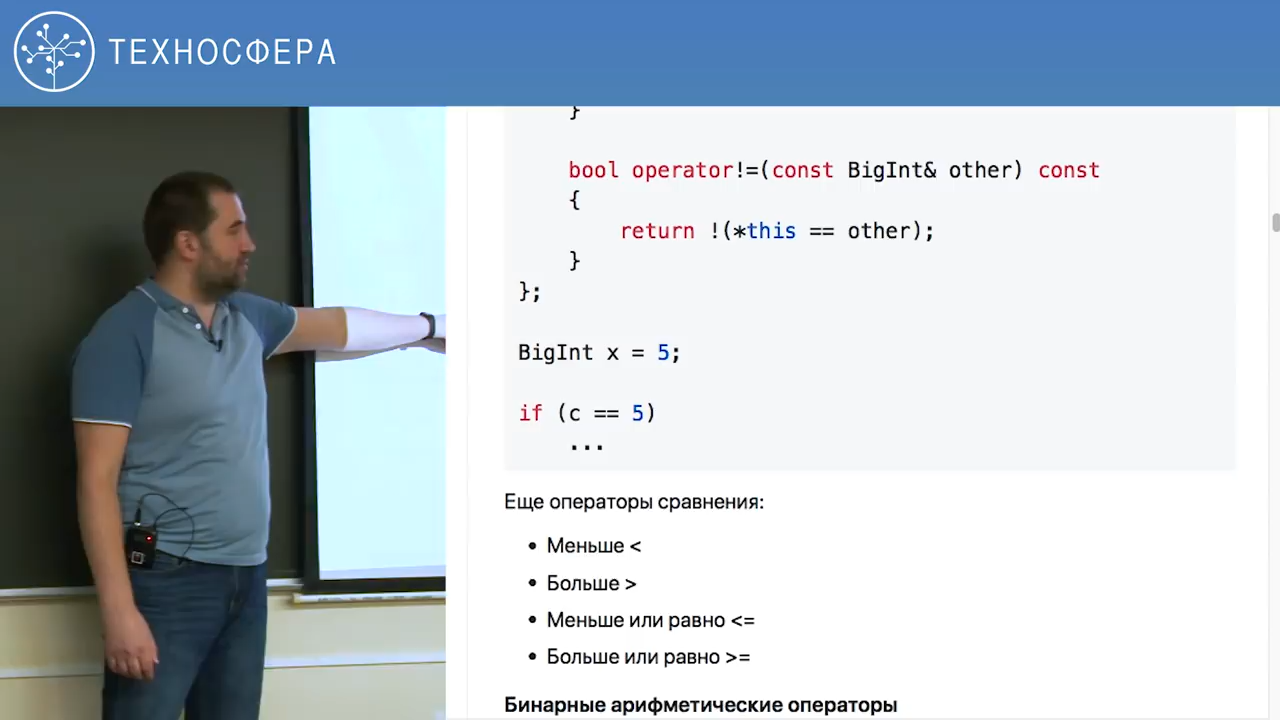 ТЕХНОСФЕРА
}
bool operator!=(const BigInt& other) const
{
return !(*this == other);
}
};
BigInt x = 5;
if (c == 5)
...
Еще операторы сравнения:
• Меньше <
• Больше >
• Меньше или равно <=
• Больше или равно >=
Бинарные арифметические операторы